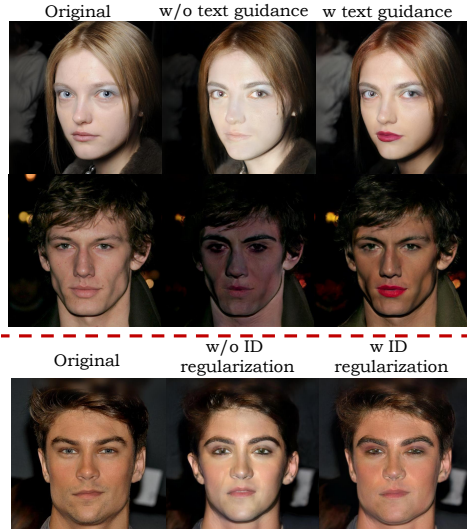 Original w/o text guidance w text guidance
Original w/o ID regularization w ID regularization